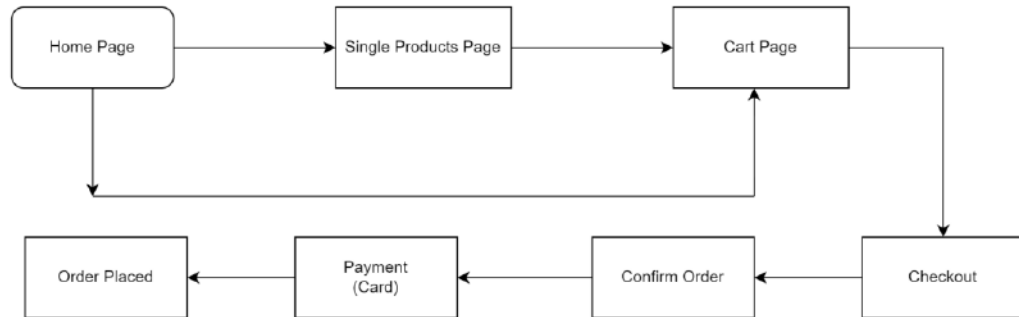 Home Page
Single Products Page
Cart Page
Order Placed
Payment
(Card)
Confirm Order
Checkout